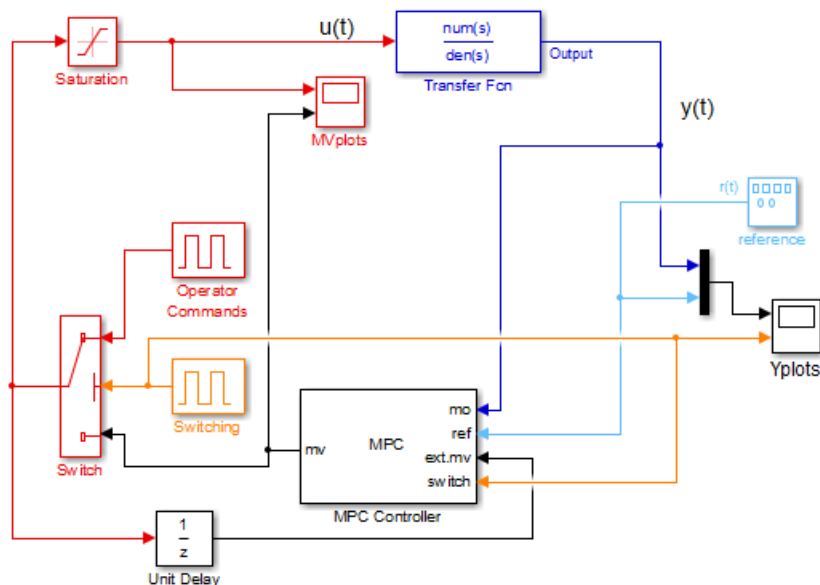 u(t)
num(s)
den(s)
Output
Saturation
Transfer Fcn
MVplots
y(t)
r(t)
reference
Operator
Commands
Switching
Switch
Yplots
mo
ref
ext.mv
switch
MPC
mv
MPC Controller
1
z
Unit Delay